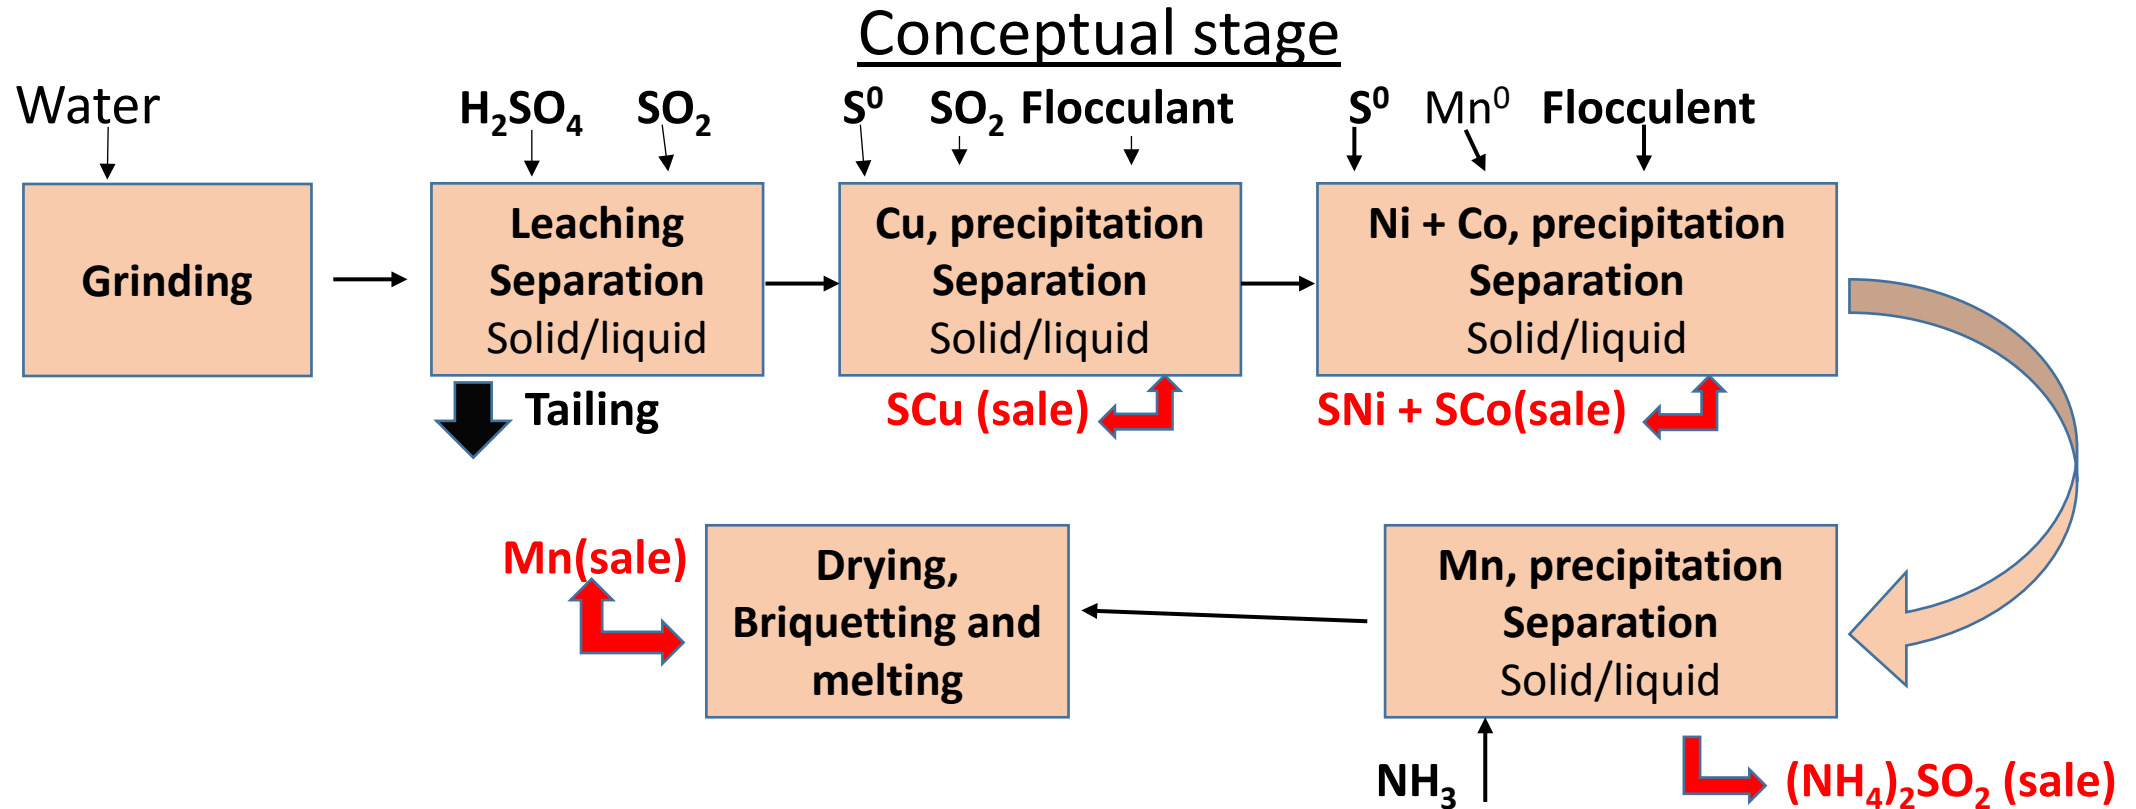 Conceptual stage
Water
H₂SO₄ SO₂
S⁰ SO₂ Flocculant
S⁰ Mn⁰ Flocculent
Grinding
Leaching
Separation
Solid/liquid
Cu, precipitation
Separation
Solid/liquid
Ni + Co, precipitation
Separation
Solid/liquid
Tailing
SCu (sale)
SNi + SCo(sale)
Mn, precipitation
Separation
Solid/liquid
NH₃
(NH₄)₂SO₂ (sale)
Drying,
Briquetting and
melting
Mn(sale)